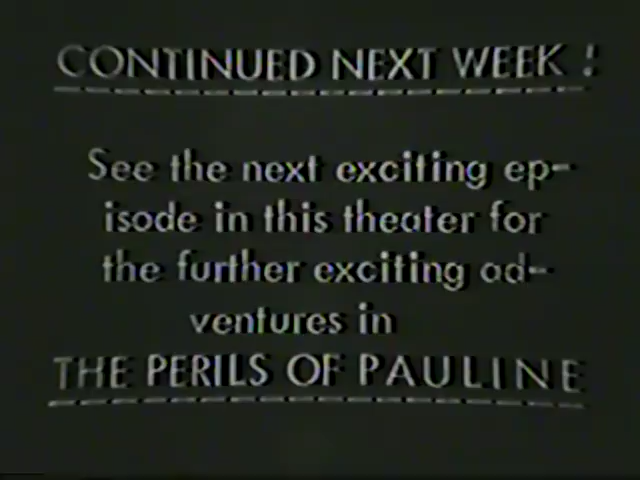 CONTINUED NEXT WEEK !
See the next exciting ep-
isode in this theater for
the further exciting ad-
ventures in
THE PERILS OF PAULINE